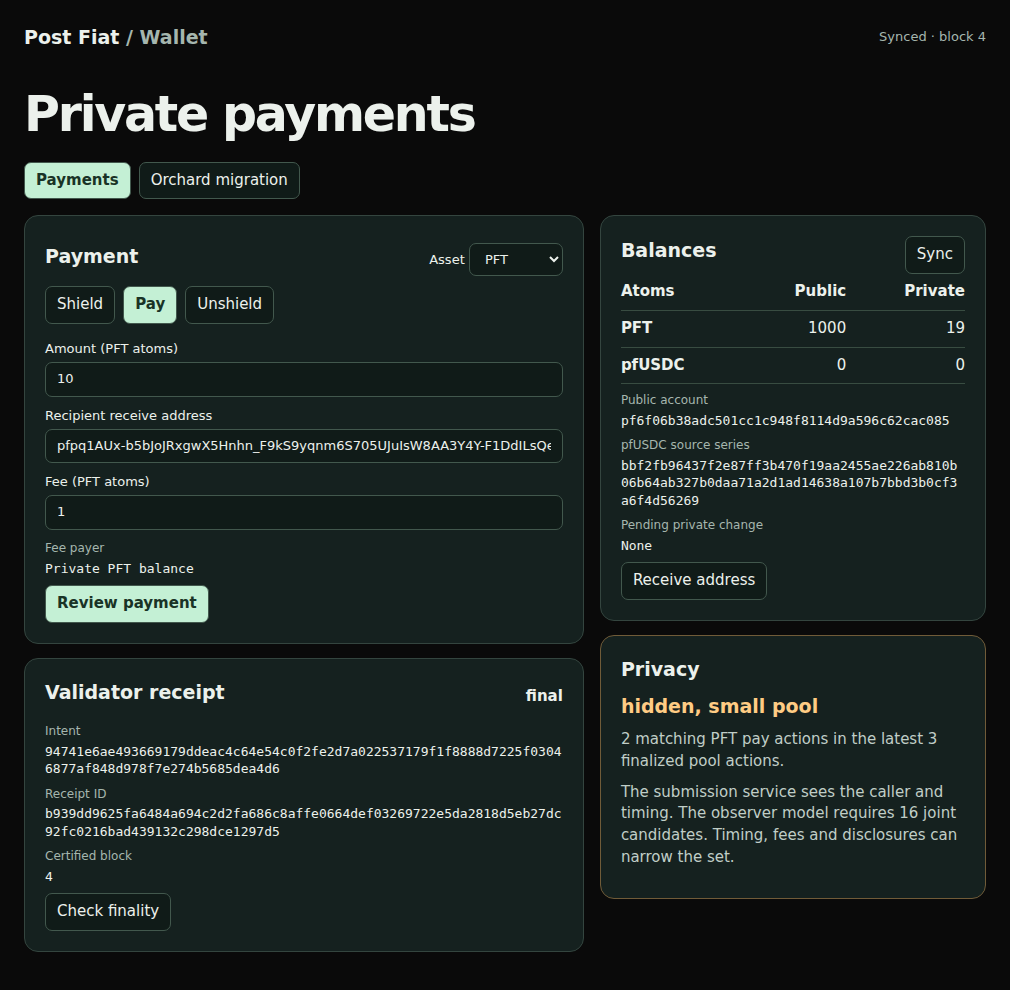 Post Fiat / Wallet
Synced · block 4
Private payments
Payments
Orchard migration
Payment
Asset PFT
Shield
Pay
Unshield
Amount (PFT atoms)
10
Recipient receive address
pfpq1AUx-b5bJoJRxgwX5Hnhn_F9kS9yqnm6S705UJuIsW8AA3Y4Y-F1DdILsQe
Fee (PFT atoms)
1
Fee payer
Private PFT balance
Review payment
Validator receipt
final
Intent
94741e6ae493669179ddeac4c64e54c0f2fe2d7a022537179f1f8888d7225f0304
6877af848d978f7e274b5685dea4d6
Receipt ID
b939dd9625fa6484a694c2d2fa686c8affe0664def03269722e5da2818d5eb27dc
92fc0216bad439132c298dce1297d5
Certified block
4
Check finality
Balances
Sync
Atoms Public Private
PFT 1000 19
pfUSDC 0 0
Public account
pf6f06b38adc501cc1c948f8114d9a596c62cac085
pfUSDC source series
bbf2fb96437f2e87ff3b470f19aa2455ae226ab810b
06b64ab327b0daa71a2d1ad14638a107b7bbd3b0cf3
a6f4d56269
Pending private change
None
Receive address
Privacy
hidden, small pool
2 matching PFT pay actions in the latest 3
finalized pool actions.
The submission service sees the caller and
timing. The observer model requires 16 joint
candidates. Timing, fees and disclosures can
narrow the set.